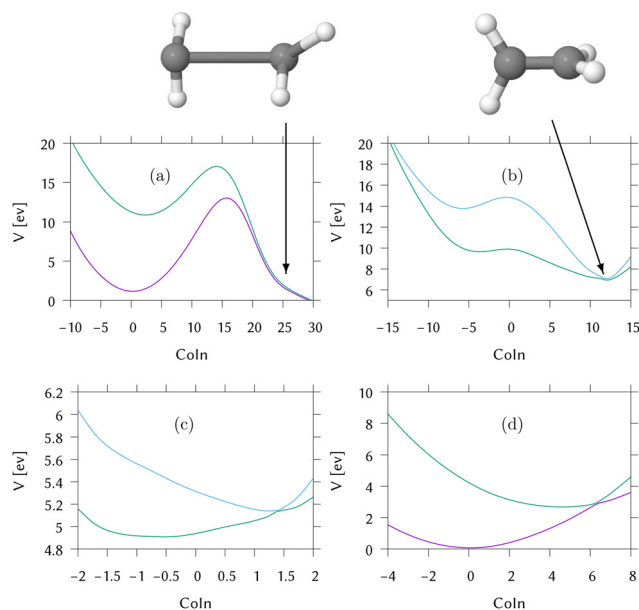 (a)
V [ev]
20
15
10
5
0
−10 −5 0 5 10 15 20 25 30
CoIn
(b)
V [ev]
20
18
16
14
12
10
8
6
−15 −10 −5 0 5 10 15
CoIn
(c)
V [ev]
6.2
6
5.8
5.6
5.4
5.2
5
4.8
−2 −1.5 −1 −0.5 0 0.5 1 1.5 2
CoIn
(d)
V [ev]
10
8
6
4
2
0
−4 −2 0 2 4 6 8
CoIn